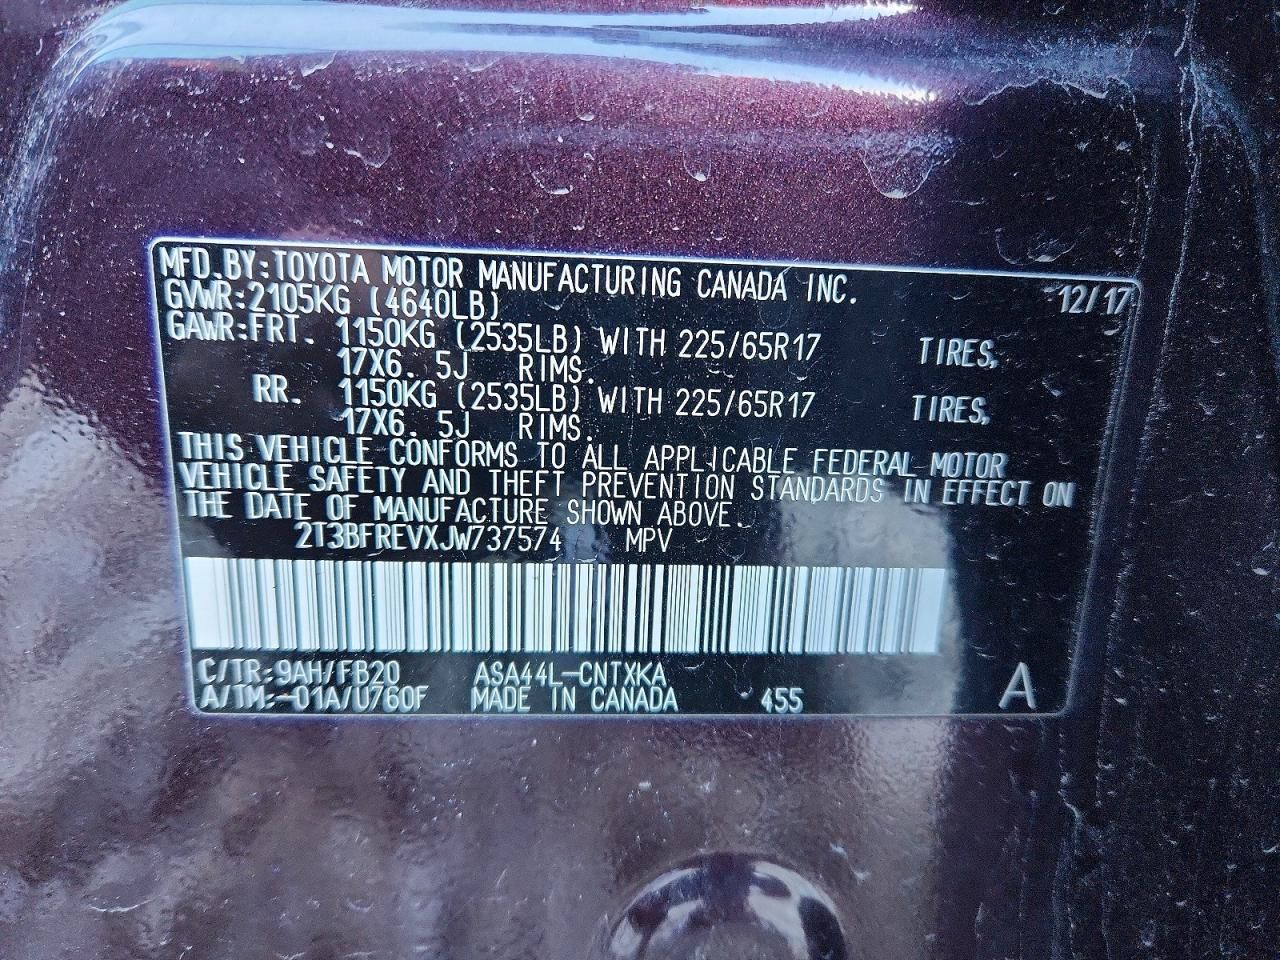 MFD.BY:TOYOTA MOTOR MANUFACTURING CANADA INC.
GVWR:2105KG (4640LB) 12/17
GAWR:FRT. 1150KG (2535LB) WITH 225/65R17 TIRES,
17X6.5J RIMS.
RR. 1150KG (2535LB) WITH 225/65R17 TIRES,
17X6.5J RIMS.
THIS VEHICLE CONFORMS TO ALL APPLICABLE FEDERAL MOTOR
VEHICLE SAFETY AND THEFT PREVENTION STANDARDS IN EFFECT ON
THE DATE OF MANUFACTURE SHOWN ABOVE.
2T3BFREVXJW737574 MPV
C/TR:9AH/FB20 ASA44L-CNTXKA
A/TM:-01A/U760F MADE IN CANADA 455 A